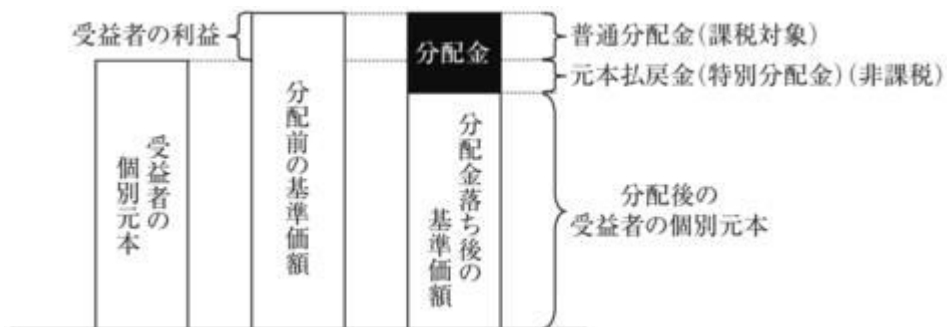 受益者の利益
受益者の
個別元本
分配前の基準価額
分配金
分配金落ち後の
基準価額
普通分配金(課税対象)
元本払戻金(特別分配金)(非課税)
分配後の
受益者の個別元本